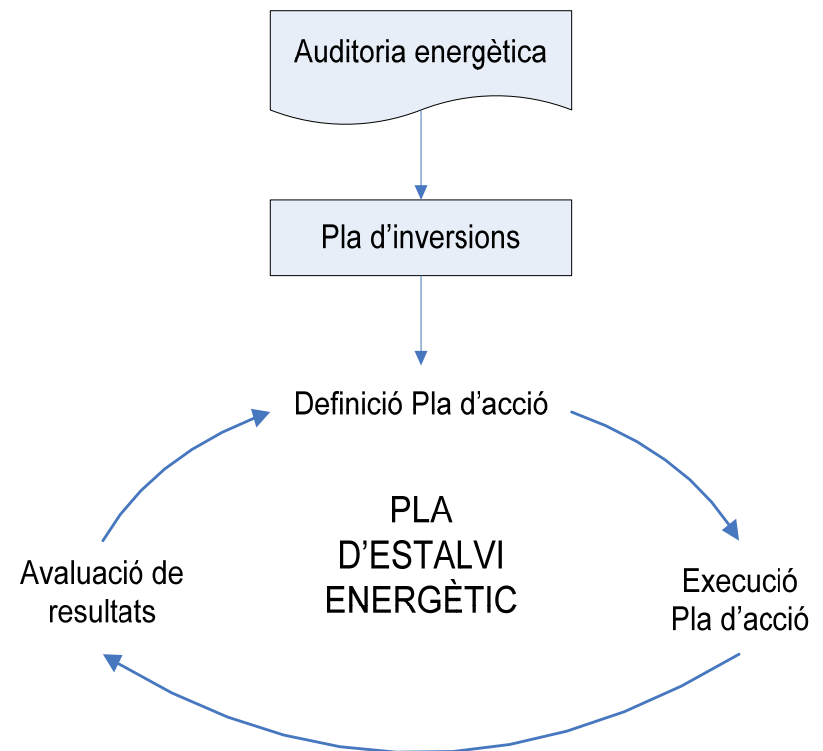 Auditoria energètica
Pla d’inversions
Definició Pla d’acció
PLA
D’ESTALVI
ENERGÈTIC
Avaluació de
resultats
Execució
Pla d’acció